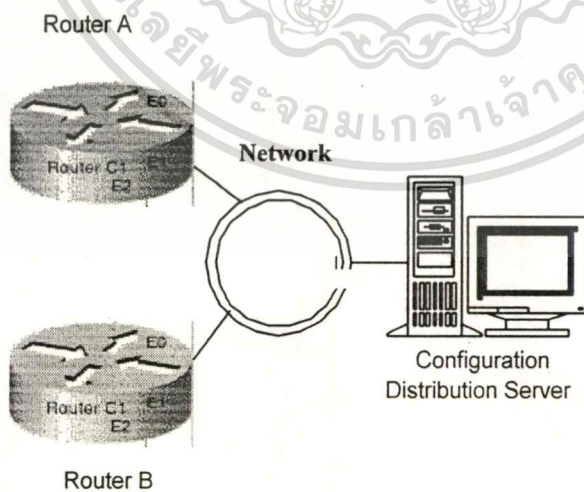 Router A
E0
Router C1 E1
E2
Network
E0
Router C1 E1
E2
Router B
Configuration
Distribution Server